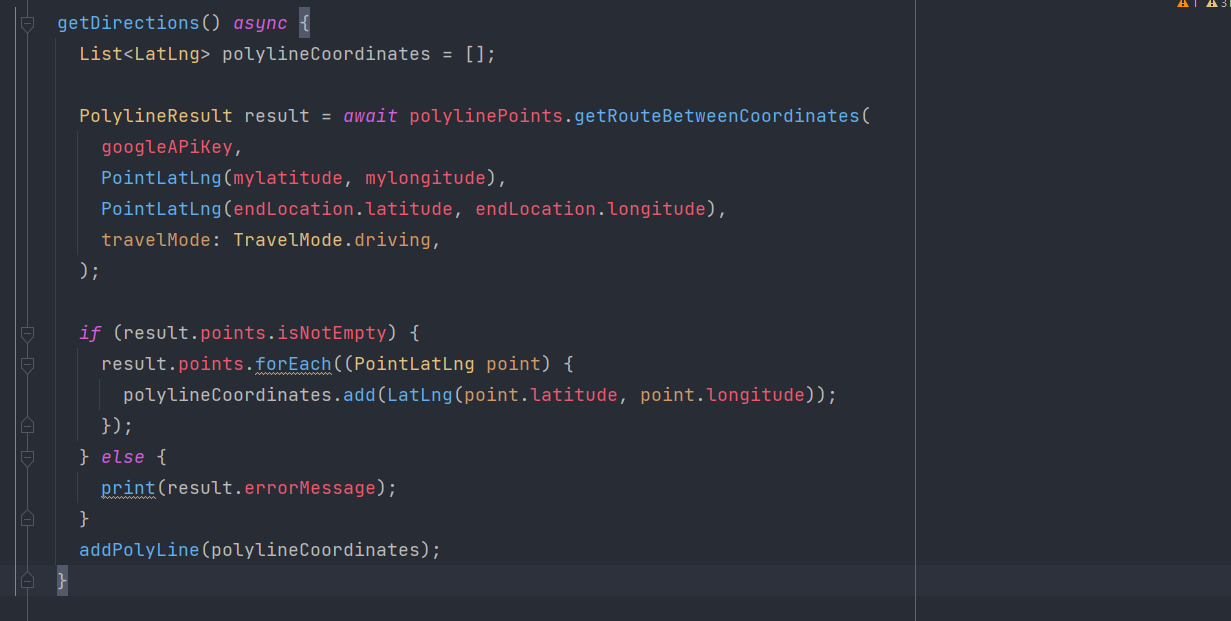 1 3
getDirections() async {
List<LatLng> polylineCoordinates = [];
PolylineResult result = await polylinePoints.getRouteBetweenCoordinates(
googleAPiKey,
PointLatLng(mylatitude, mylongitude),
PointLatLng(endLocation.latitude, endLocation.longitude),
travelMode: TravelMode.driving,
);
if (result.points.isNotEmpty) {
result.points.forEach((PointLatLng point) {
polylineCoordinates.add(LatLng(point.latitude, point.longitude));
});
} else {
print(result.errorMessage);
}
addPolyLine(polylineCoordinates);
}